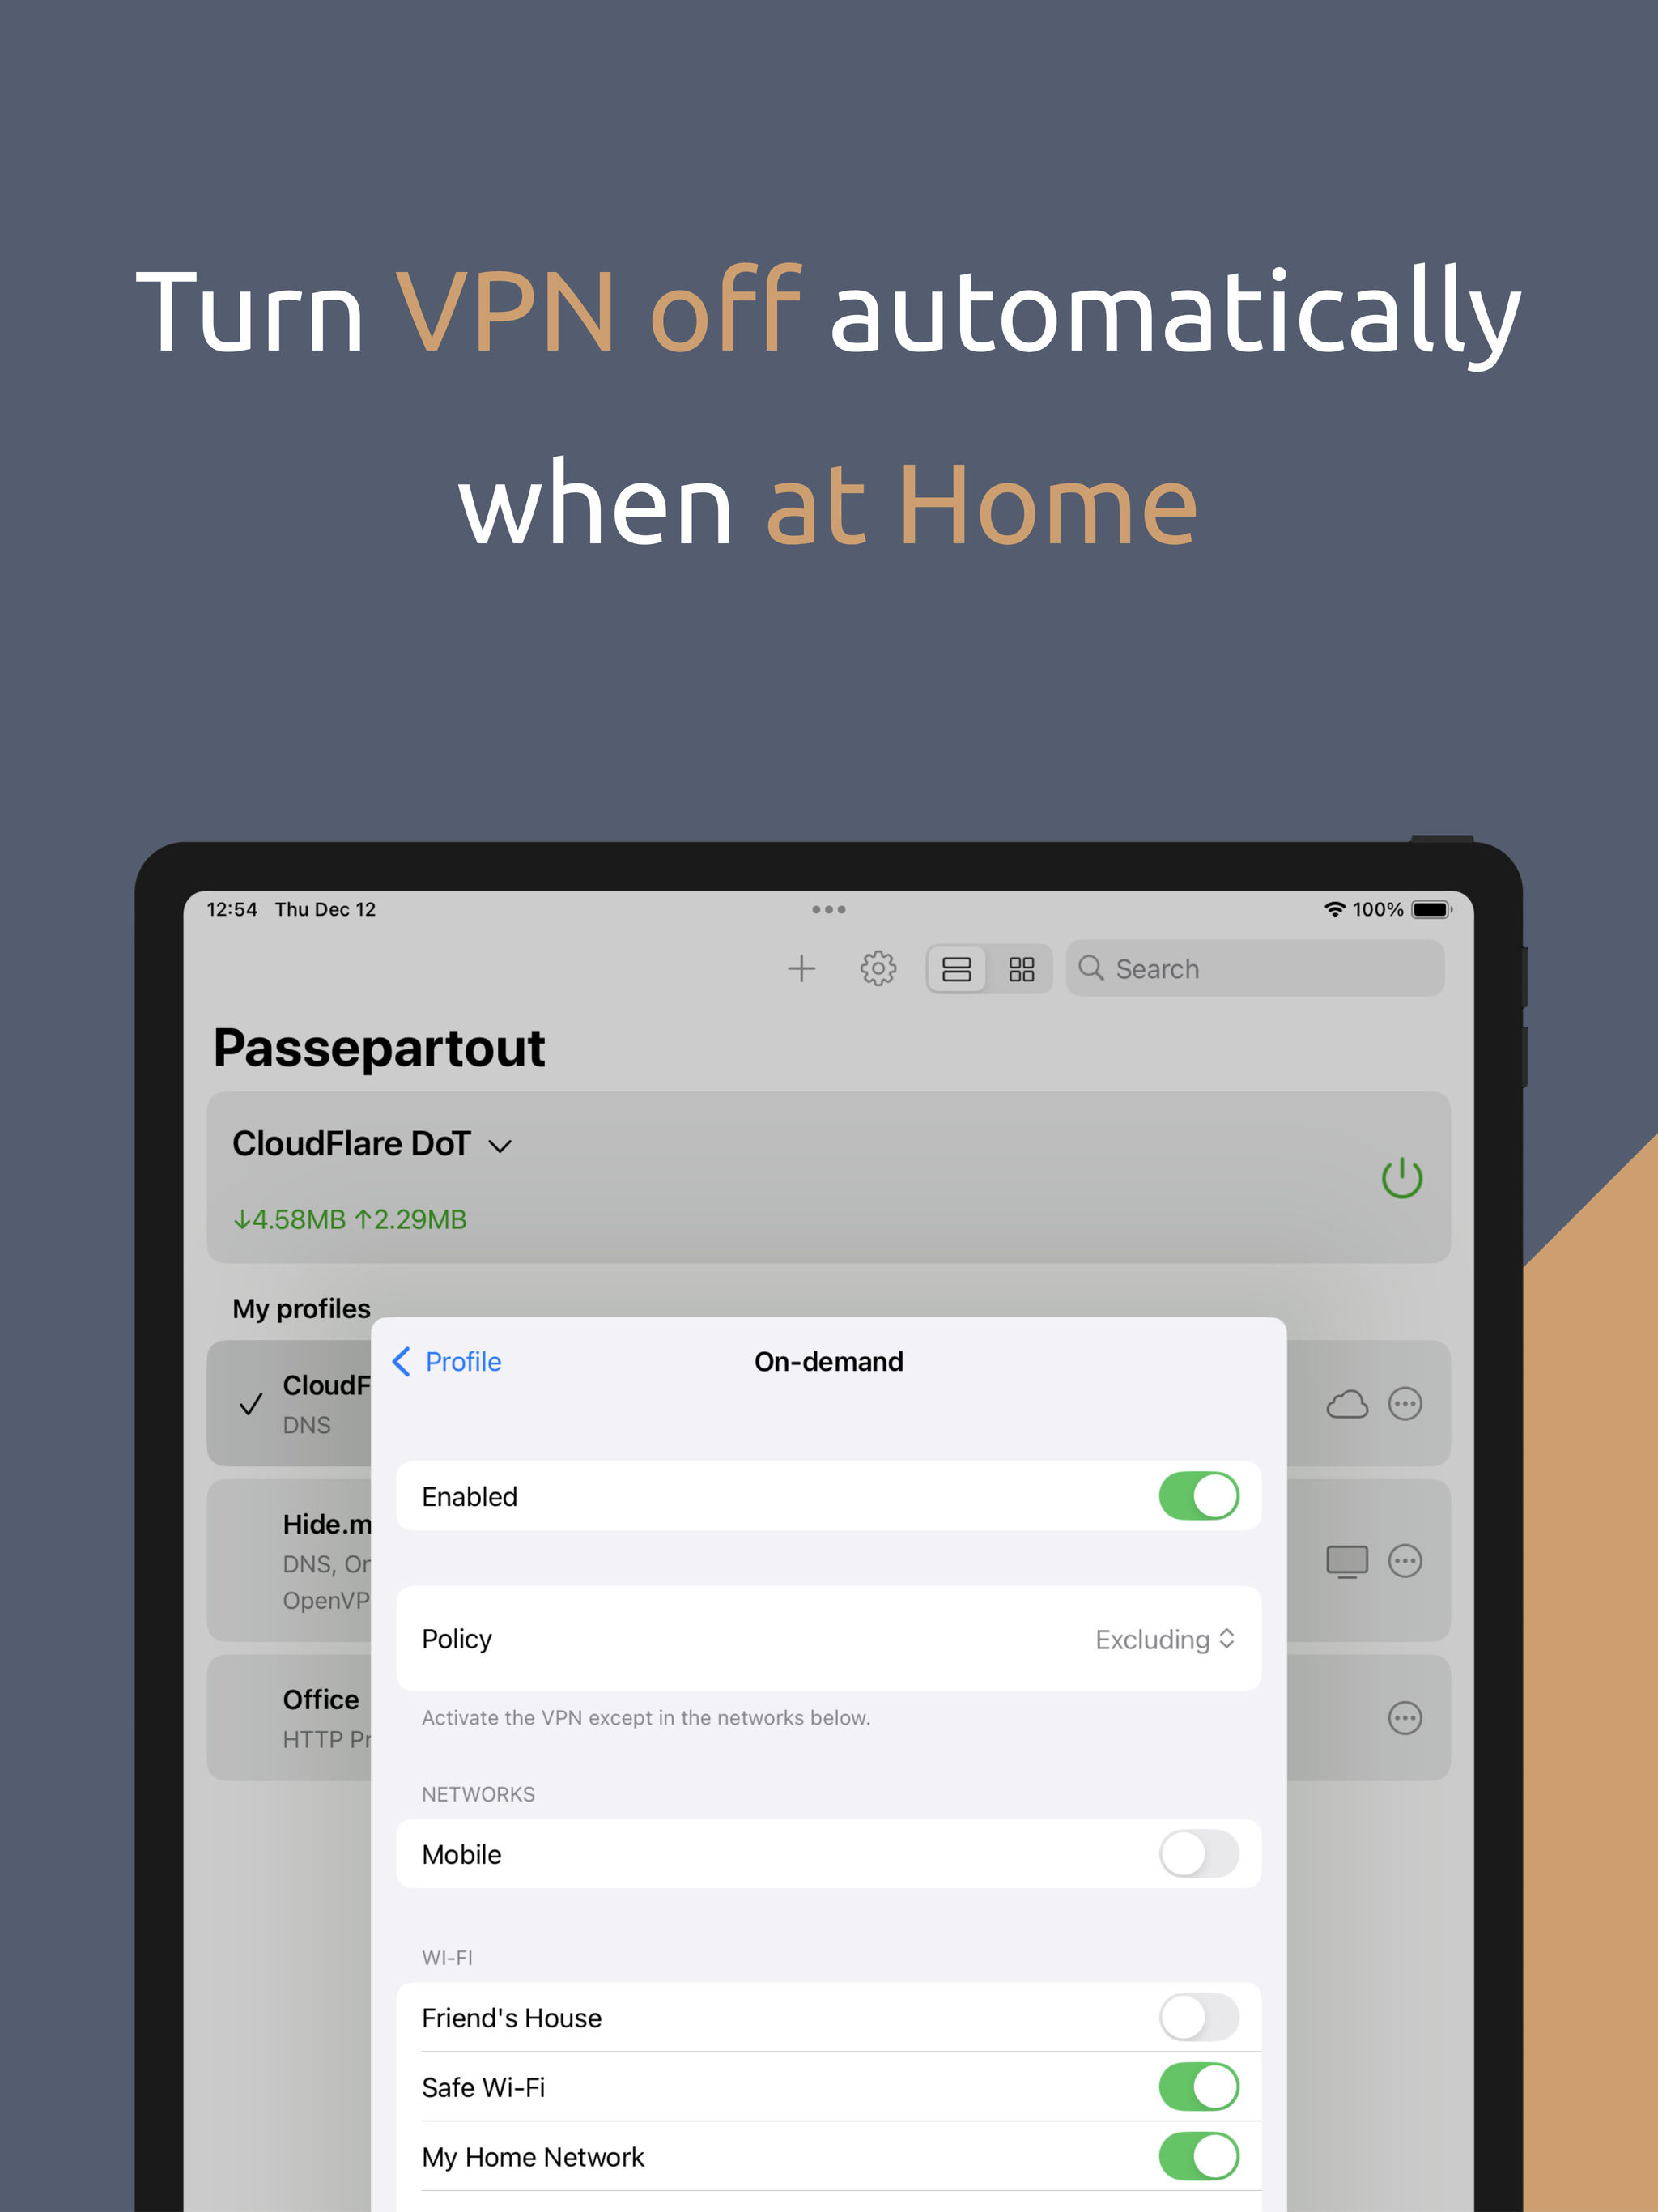 Turn VPN off automatically
when at Home
12:54 Thu Dec 12
100%
Search
Passepartout
CloudFlare DoT
↓4.58MB ↑2.29MB
My profiles
CloudF
DNS
Hide.m
DNS, Or
OpenVP
Office
HTTP Pr
Profile
On-demand
Enabled
Policy
Excluding
Activate the VPN except in the networks below.
NETWORKS
Mobile
WI-FI
Friend's House
Safe Wi-Fi
My Home Network